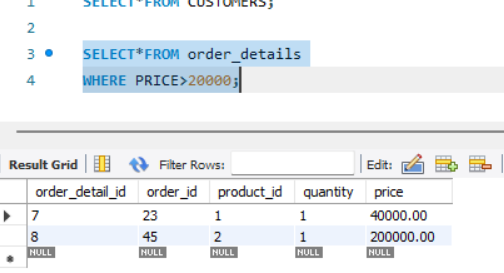 1 SELECT*FROM CUSTOMERS;
2
3 SELECT*FROM order_details
4 WHERE PRICE>20000;
Result Grid Filter Rows: Edit:
order_detail_id order_id product_id quantity price
7 23 1 1 40000.00
8 45 2 1 200000.00
NULL NULL NULL NULL NULL